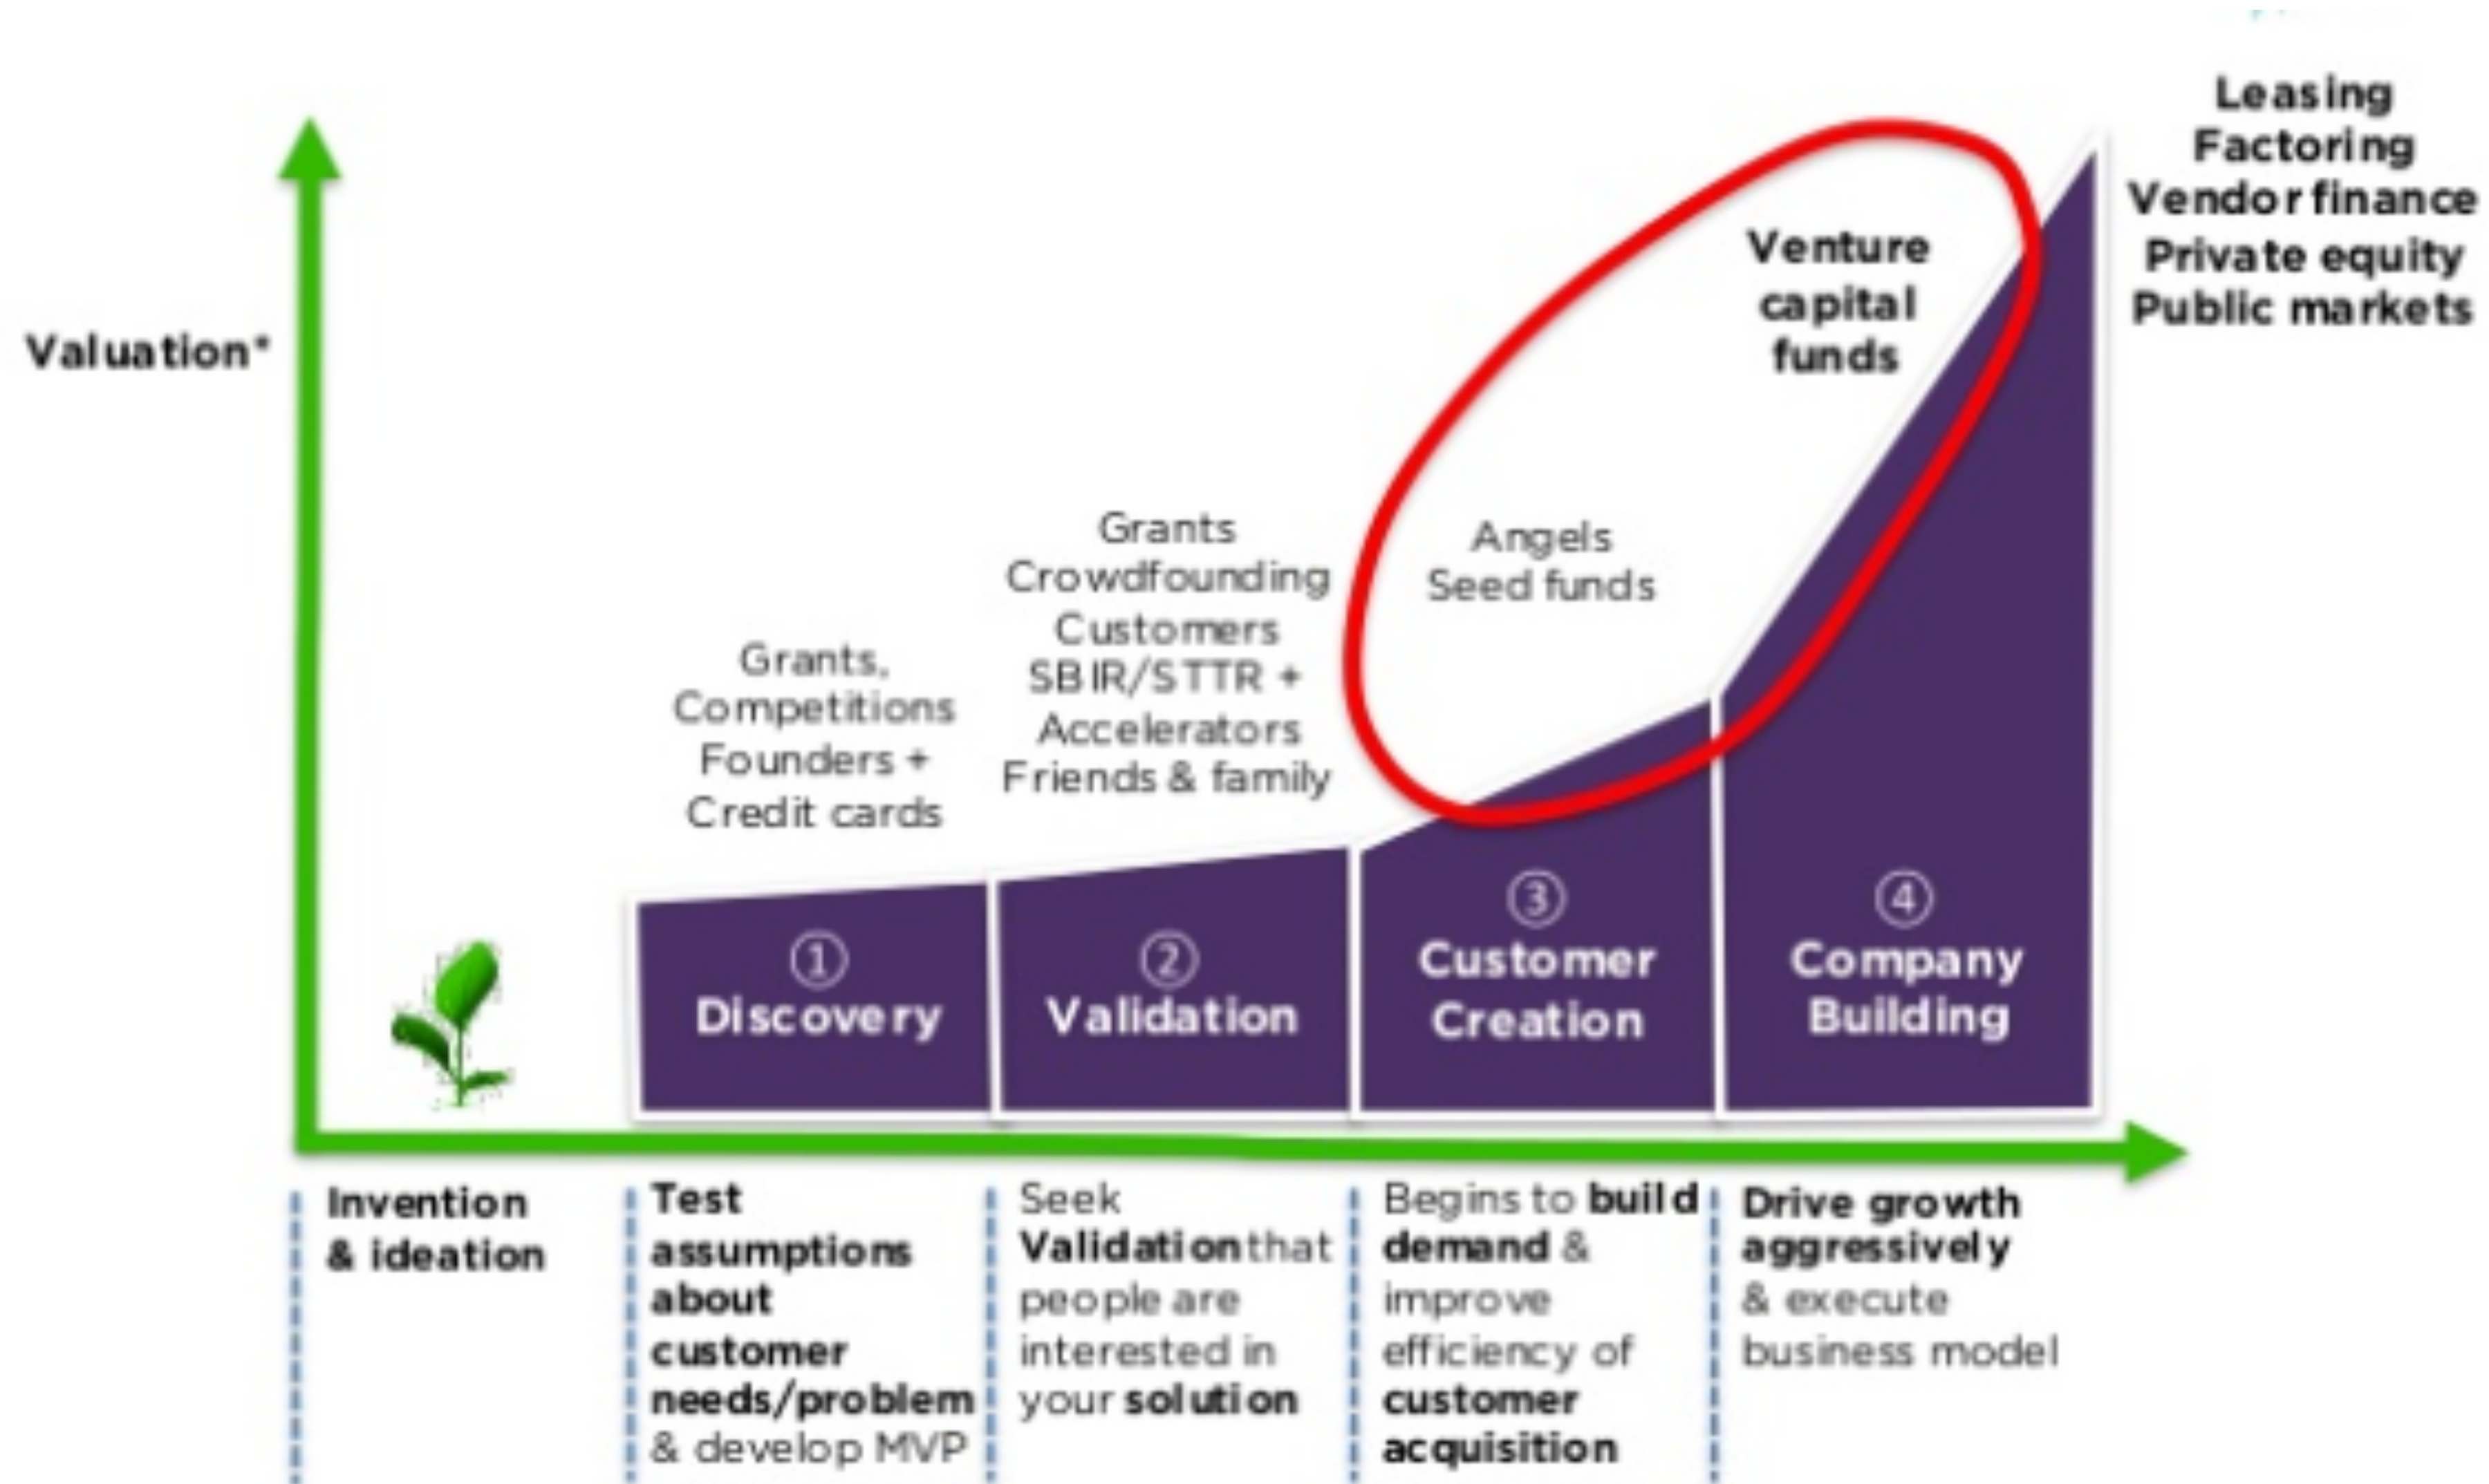 Leasing
Factoring
Vendor finance
Private equity
Public markets
Valuation*
Venture
capital
funds
Angels
Seed funds
Grants
Crowdfounding
Customers
SBIR/STTR +
Accelerators
Friends & family
Grants,
Competitions
Founders +
Credit cards
①
Discovery
②
Validation
③
Customer
Creation
④
Company
Building
Invention
& ideation
Test
assumptions
about
customer
needs/problem
& develop MVP
Seek
Validation that
people are
interested in
your solution
Begins to build
demand &
improve
efficiency of
customer
acquisition
Drive growth
aggressively
& execute
business model